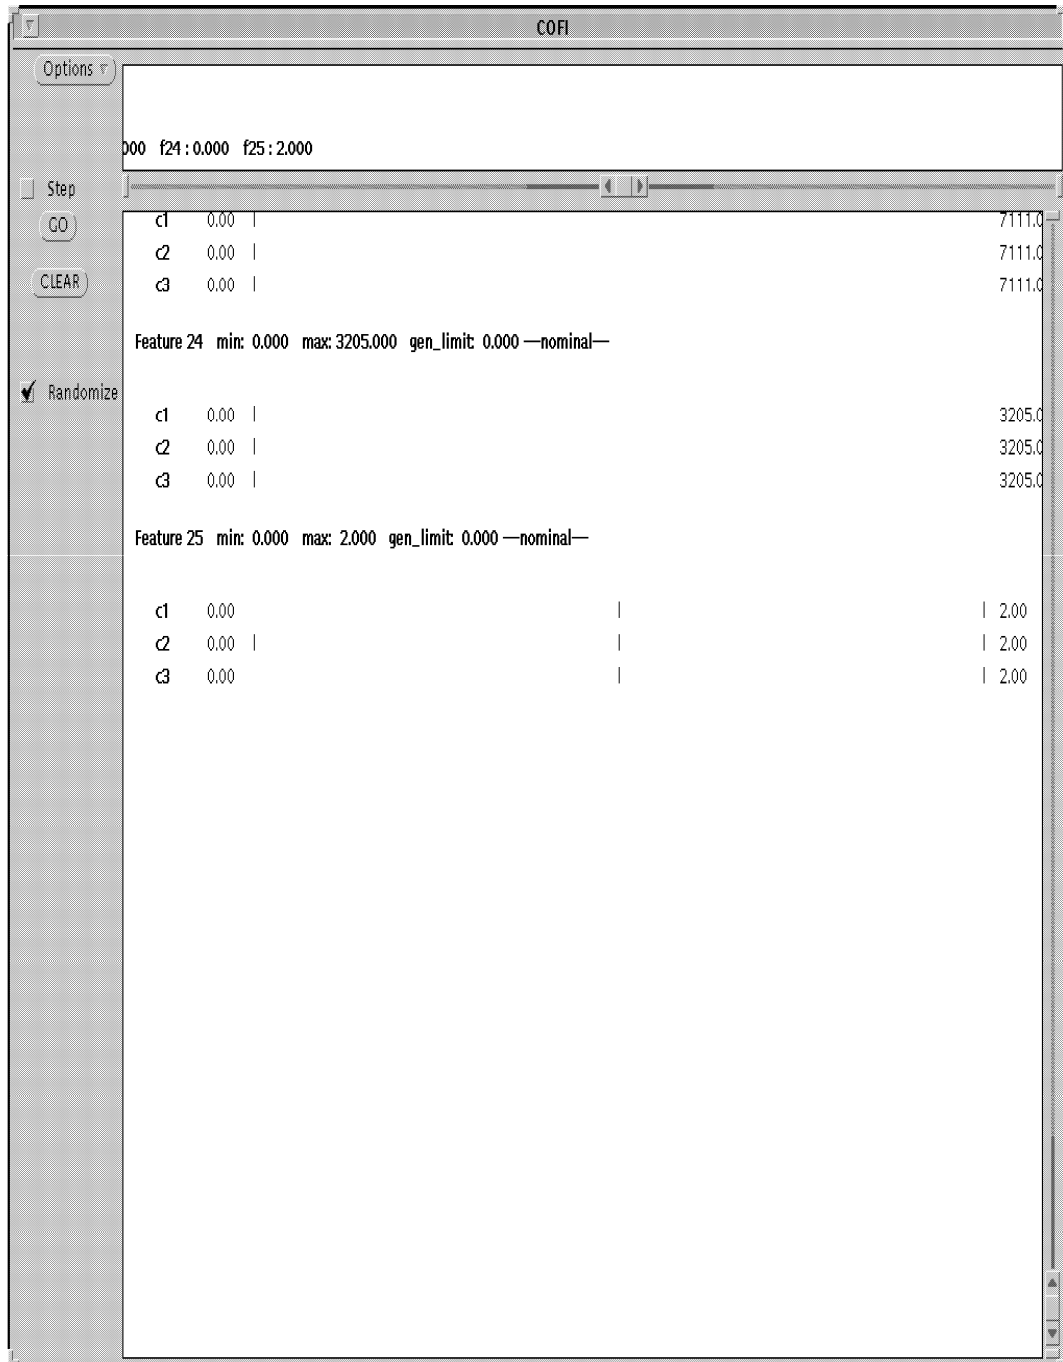 COFI
Options
000 f24 : 0.000 f25 : 2.000
Step
GO
c1 0.00 | 7111.0
c2 0.00 | 7111.0
CLEAR
c3 0.00 | 7111.0
Feature 24 min: 0.000 max: 3205.000 gen_limit: 0.000 —nominal—
Randomize
c1 0.00 | 3205.0
c2 0.00 | 3205.0
c3 0.00 | 3205.0
Feature 25 min: 0.000 max: 2.000 gen_limit: 0.000 —nominal—
c1 0.00 | | 2.00
c2 0.00 | | | 2.00
c3 0.00 | | 2.00